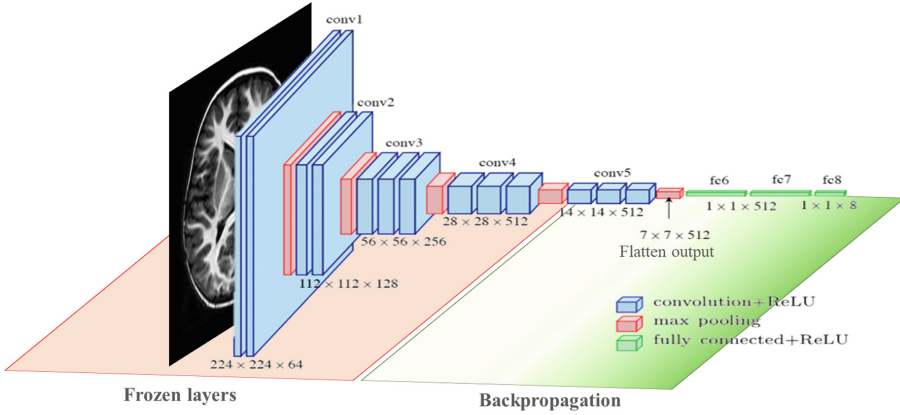 conv1
conv2
conv3
conv4
conv5
fc6
fc7
fc8
1 × 1 × 512
1 × 1 × 8
14 × 14 × 512
28 × 28 × 512
7 × 7 × 512
56 × 56 × 256
Flatten output
112 × 112 × 128
convolution+ReLU
max pooling
fully connected+ReLU
224 × 224 × 64
Frozen layers
Backpropagation